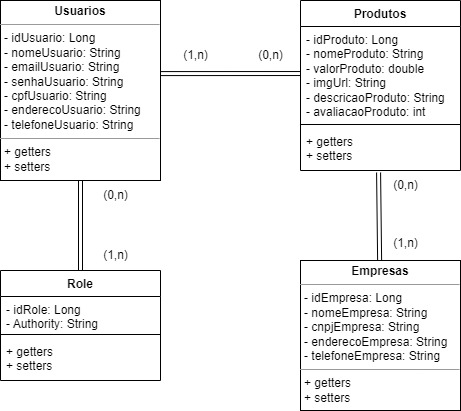 Usuarios
- idUsuario: Long
- nomeUsuario: String
- emailUsuario: String
- senhaUsuario: String
- cpfUsuario: String
- enderecoUsuario: String
- telefoneUsuario: String
+ getters
+ setters
(1,n)
(0,n)
Produtos
- idProduto: Long
- nomeProduto: String
- valorProduto: double
- imgUrl: String
- descricaoProduto: String
- avaliacaoProduto: int
+ getters
+ setters
(0,n)
(1,n)
Role
- idRole: Long
- Authority: String
+ getters
+ setters
(0,n)
(1,n)
Empresas
- idEmpresa: Long
- nomeEmpresa: String
- cnpjEmpresa: String
- enderecoEmpresa: String
- telefoneEmpresa: String
+ getters
+ setters